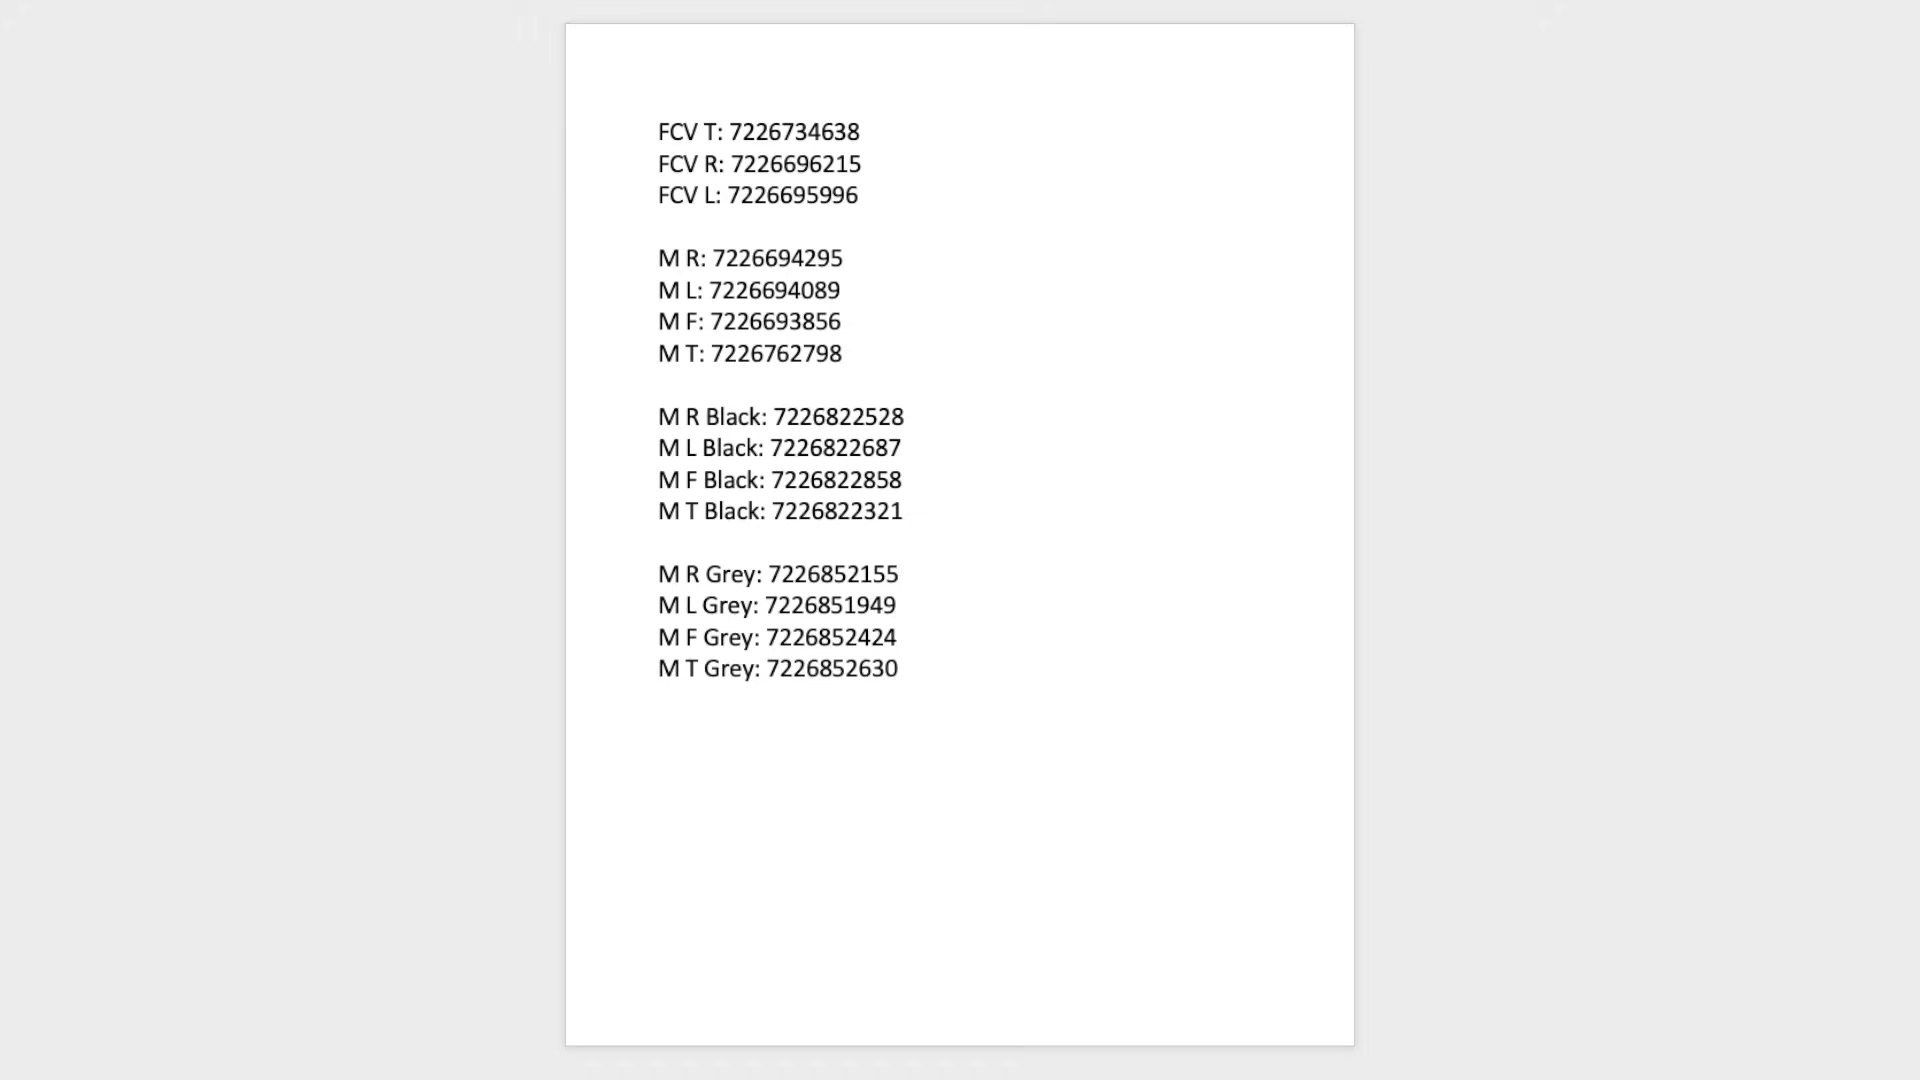 FCV T: 7226734638
FCV R: 7226696215
FCV L: 7226695996
M R: 7226694295
M L: 7226694089
M F: 7226693856
M T: 7226762798
M R Black: 7226822528
M L Black: 7226822687
M F Black: 7226822858
M T Black: 7226822321
M R Grey: 7226852155
M L Grey: 7226851949
M F Grey: 7226852424
M T Grey: 7226852630